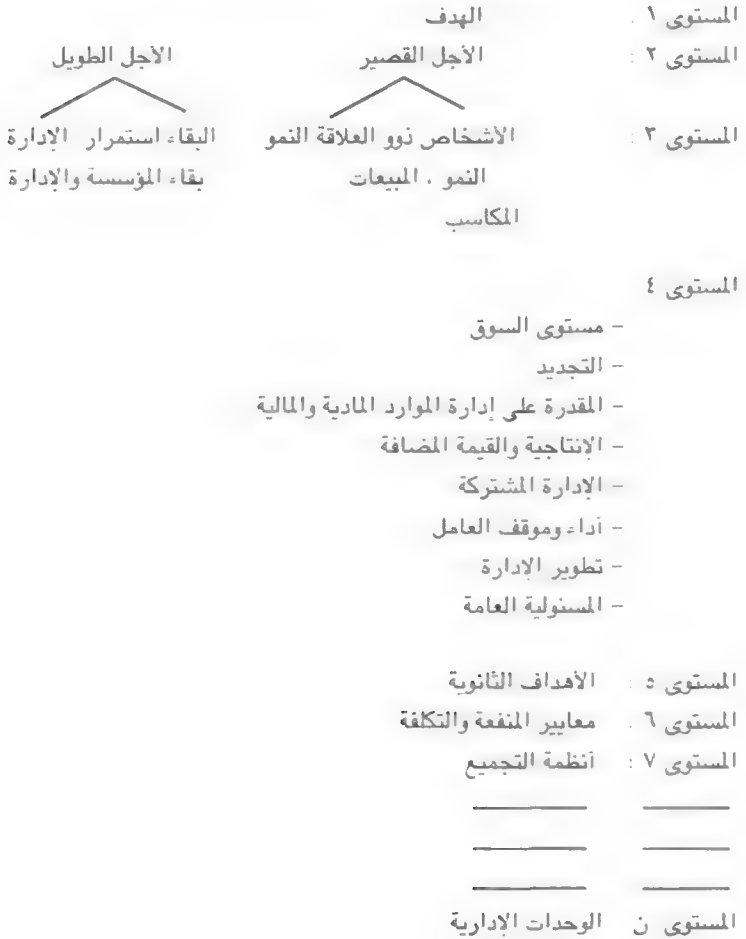 المستوى ١ . الهدف
المستوى ٢ : الأجل القصير الأجل الطويل
المستوى ٣ : الأشخاص ذوو العلاقة النمو البقاء استمرار الإدارة
النمو . المبيعات بقاء المؤسسة والإدارة
المكاسب
المستوى ٤
– مستوى السوق
– التجديد
– المقدرة على إدارة الموارد المادية والمالية
– الإنتاجية والقيمة المضافة
– الإدارة المشتركة
– أداء وموقف العامل
– تطوير الإدارة
– المسئولية العامة
المستوى ٥ : الأهداف الثانوية
المستوى ٦ . معايير المنفعة والتكلفة
المستوى ٧ : أنظمة التجميع
المستوى ن الوحدات الإدارية